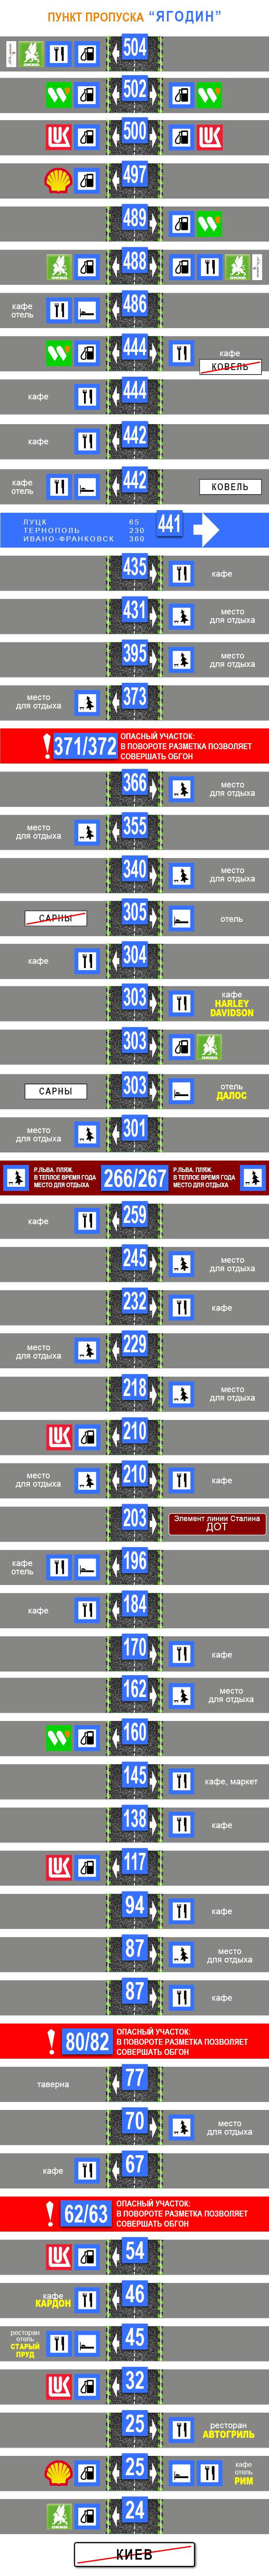 ПУНКТ ПРОПУСКА “ЯГОДИН”
504
502
500
497
489
488
кафе
отель
486
444
кафе
КОВЕЛЬ
кафе
444
кафе
442
кафе
отель
442
КОВЕЛЬ
ЛУЦК 65
ТЕРНОПОЛЬ 230
ИВАНО-ФРАНКОВСК 360
441
435
кафе
431
место
для отдыха
395
место
для отдыха
место
для отдыха
373
! 371/372
ОПАСНЫЙ УЧАСТОК:
В ПОВОРОТЕ РАЗМЕТКА ПОЗВОЛЯЕТ
СОВЕРШАТЬ ОБГОН
366
место
для отдыха
место
для отдыха
355
340
место
для отдыха
САРНЫ
305
отель
кафе
304
303
кафе
HARLEY
DAVIDSON
303
САРНЫ
303
отель
ДАЛОС
место
для отдыха
301
Р.ЛЬВА. ПЛЯЖ.
В ТЕПЛОЕ ВРЕМЯ ГОДА
МЕСТО ДЛЯ ОТДЫХА
266/267
Р.ЛЬВА. ПЛЯЖ.
В ТЕПЛОЕ ВРЕМЯ ГОДА
МЕСТО ДЛЯ ОТДЫХА
кафе
259
245
место
для отдыха
232
кафе
место
для отдыха
229
218
место
для отдыха
210
место
для отдыха
210
кафе
203
Элемент линии Сталина
ДОТ
кафе
отель
196
кафе
184
170
кафе
162
место
для отдыха
160
145
кафе, маркет
138
кафе
117
94
кафе
87
место
для отдыха
87
кафе
! 80/82
ОПАСНЫЙ УЧАСТОК:
В ПОВОРОТЕ РАЗМЕТКА ПОЗВОЛЯЕТ
СОВЕРШАТЬ ОБГОН
таверна
77
70
место
для отдыха
кафе
67
! 62/63
ОПАСНЫЙ УЧАСТОК:
В ПОВОРОТЕ РАЗМЕТКА ПОЗВОЛЯЕТ
СОВЕРШАТЬ ОБГОН
54
кафе
КАРДОН
46
ресторан
отель
СТАРЫЙ
ПРУД
45
32
25
ресторан
АВТОГРИЛЬ
25
кафе
отель
РИМ
24
КИЕВ